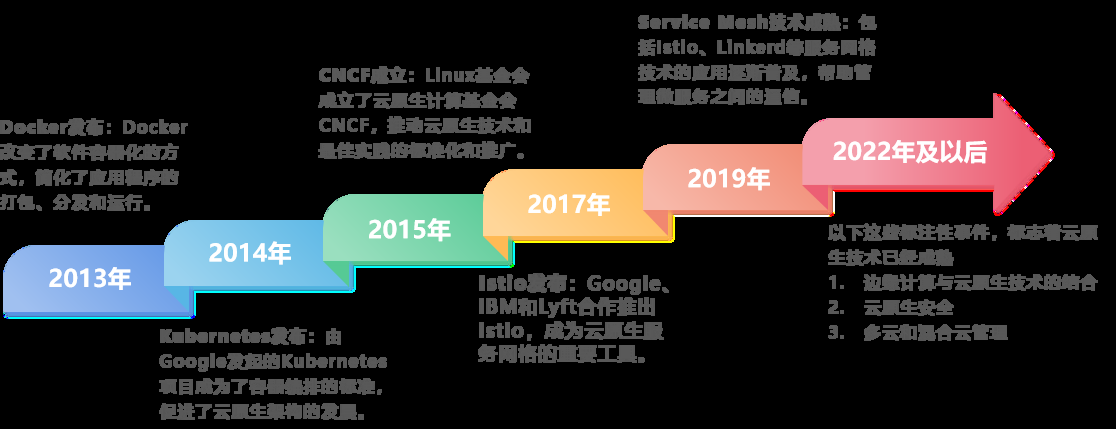 Docker发布：Docker
改变了软件容器化的方
式，简化了应用程序的
打包、分发和运行。
2013年
2014年
Kubernetes发布：由
Google发起的Kubernetes
项目成为了容器编排的标准，
促进了云原生架构的发展。
CNCF成立：Linux基金会
成立了云原生计算基金会
CNCF，推动云原生技术和
最佳实践的标准化和推广。
2015年
2017年
Istio发布：Google、
IBM和Lyft合作推出
Istio，成为云原生服
务网格的重要工具。
Service Mesh技术成熟：包
括Istio、Linkerd等服务网格
技术的应用逐渐普及，帮助管
理微服务之间的通信。
2019年
2022年及以后
以下这些标注性事件，标志着云原
生技术已经成熟
1. 边缘计算与云原生技术的结合
2. 云原生安全
3. 多云和混合云管理